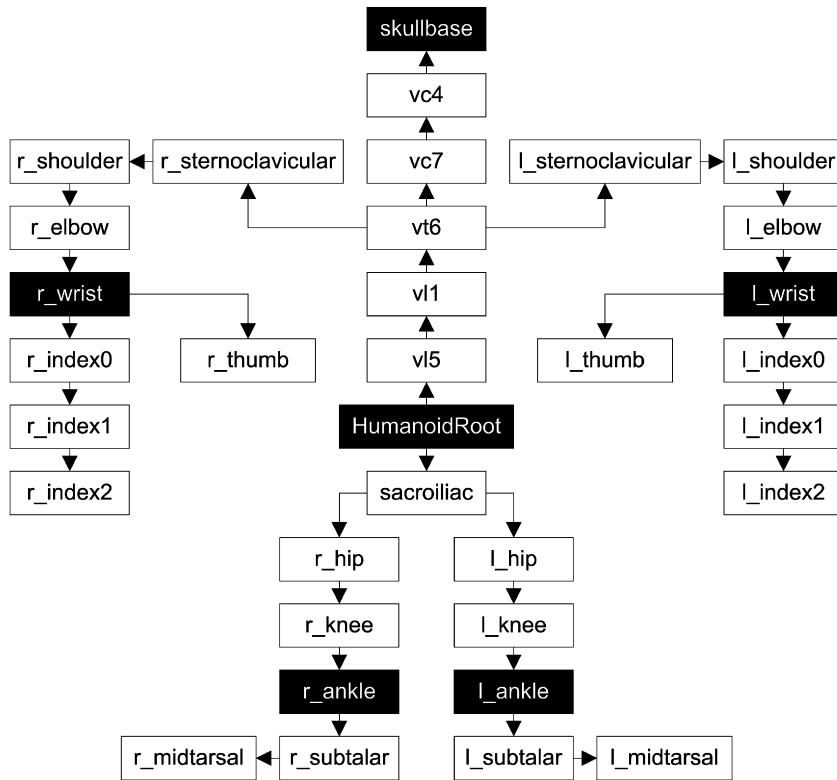 skullbase
vc4
r_shoulder
r_sternoclavicular
vc7
l_sternoclavicular
l_shoulder
r_elbow
vt6
l_elbow
r_wrist
vl1
l_wrist
r_index0
r_thumb
vl5
l_thumb
l_index0
r_index1
HumanoidRoot
l_index1
r_index2
sacroiliac
l_index2
r_hip
l_hip
r_knee
l_knee
r_ankle
l_ankle
r_midtarsal
r_subtalar
l_subtalar
l_midtarsal